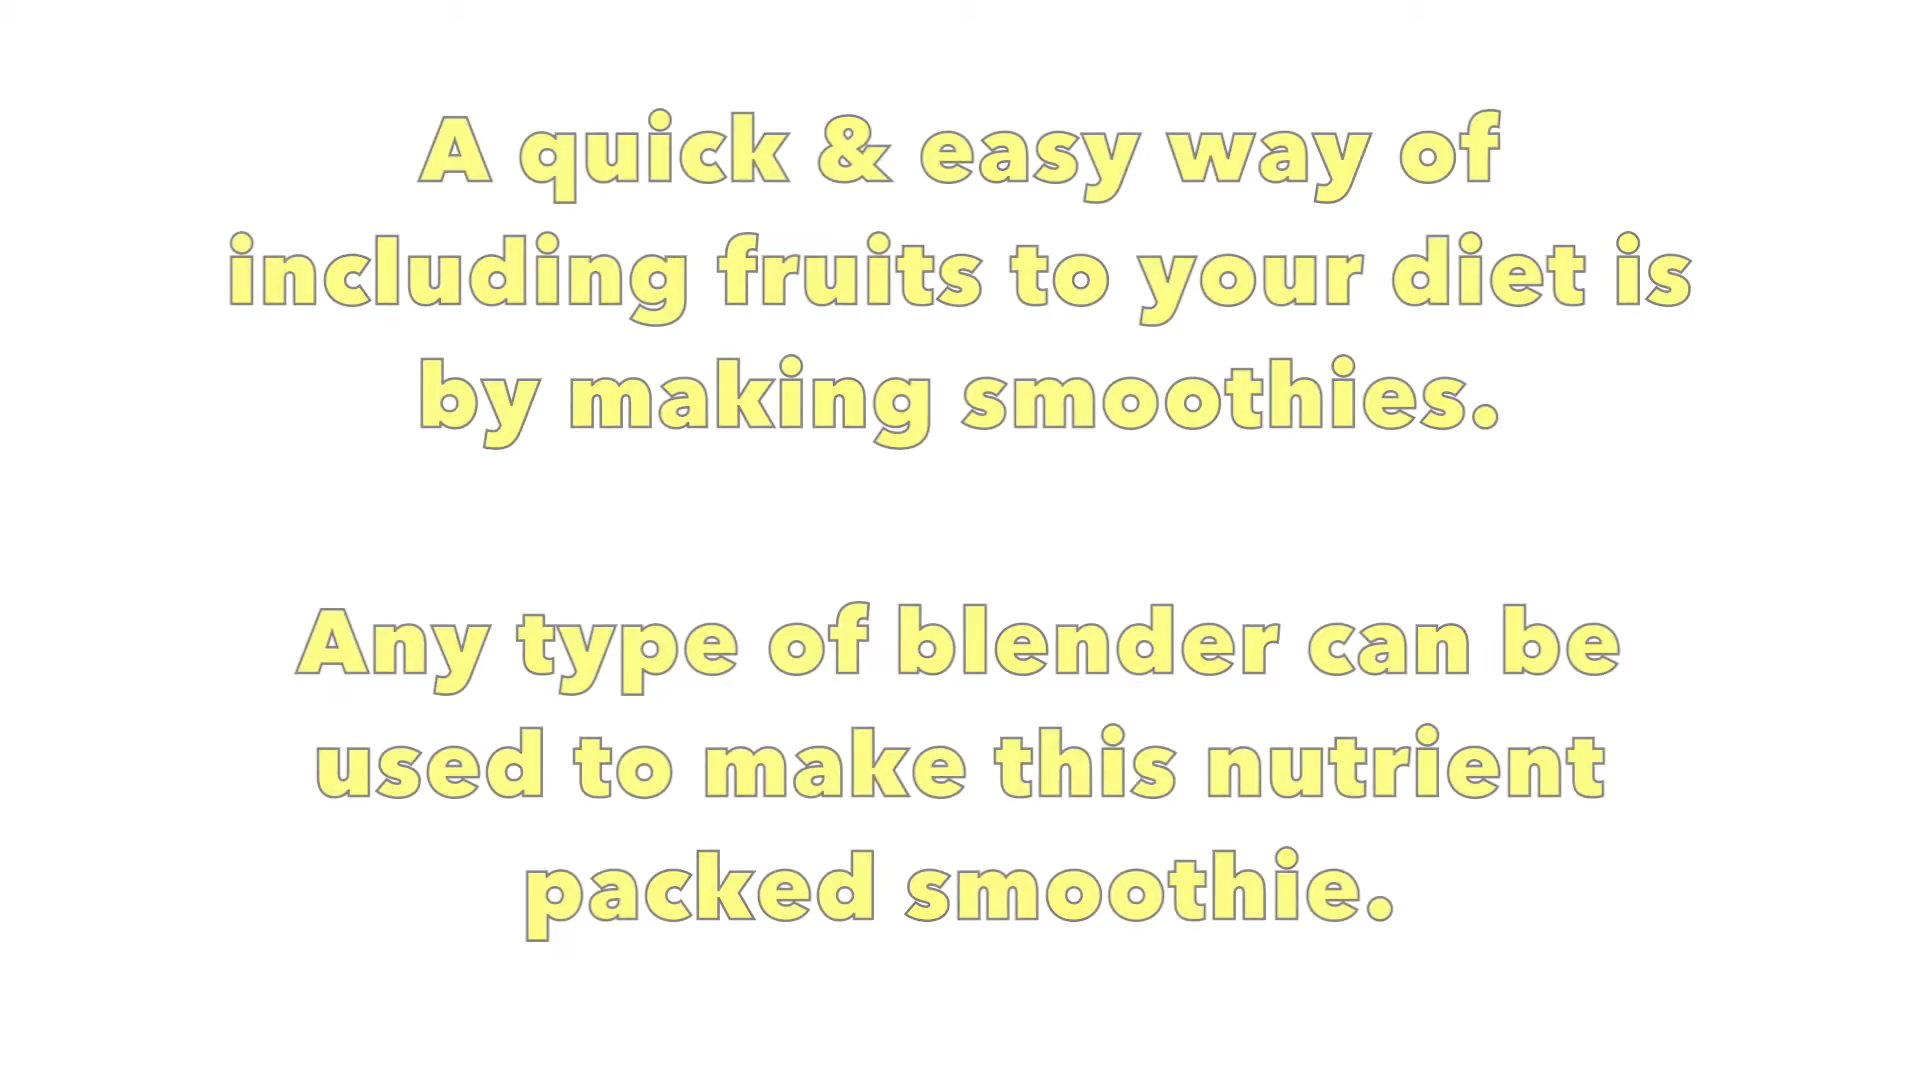 A quick & easy way of
including fruits to your diet is
by making smoothies.
Any type of blender can be
used to make this nutrient
packed smoothie.